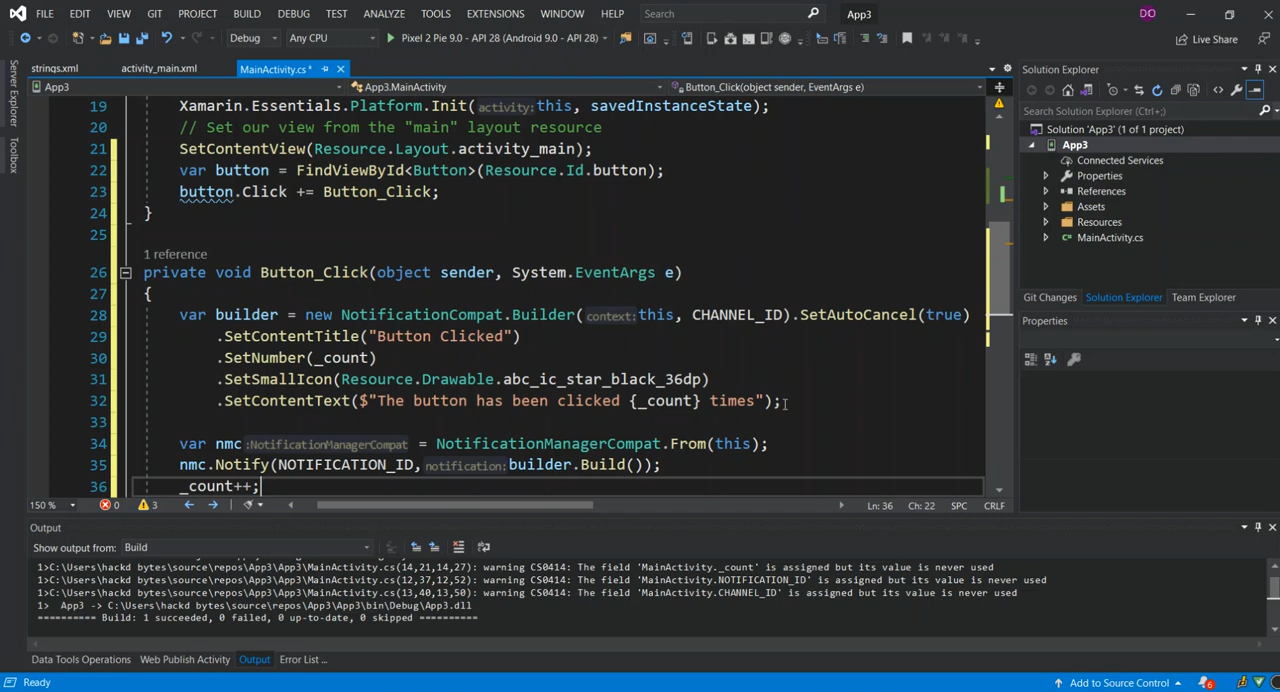 FILE EDIT VIEW GIT PROJECT BUILD DEBUG TEST ANALYZE TOOLS EXTENSIONS WINDOW HELP Search App3 DO
Debug Any CPU Pixel 2 Pie 9.0 - API 28 (Android 9.0 - API 28) Live Share
strings.xml activity_main.xml MainActivity.cs* Solution Explorer
App3 App3.MainActivity Button_Click(object sender, EventArgs e)
Server Explorer
Toolbox
19 Xamarin.Essentials.Platform.Init(activity:this, savedInstanceState);
20 // Set our view from the "main" layout resource
21 SetContentView(Resource.Layout.activity_main);
22 var button = FindViewById<Button>(Resource.Id.button);
23 button.Click += Button_Click;
24 }
25
1 reference
26 private void Button_Click(object sender, System.EventArgs e)
27 {
28 var builder = new NotificationCompat.Builder(context:this, CHANNEL_ID).SetAutoCancel(true)
29 .SetContentTitle("Button Clicked")
30 .SetNumber(_count)
31 .SetSmallIcon(Resource.Drawable.abc_ic_star_black_36dp)
32 .SetContentText($"The button has been clicked {_count} times");
33
34 var nmc:NotificationManagerCompat = NotificationManagerCompat.From(this);
35 nmc.Notify(NOTIFICATION_ID, notification:builder.Build());
36 _count++;
150 % 0 3 Ln: 36 Ch: 22 SPC CRLF
Search Solution Explorer
Solution 'App3' (1 of 1 project)
App3
Connected Services
Properties
References
Assets
Resources
MainActivity.cs
Git Changes Solution Explorer Team Explorer
Properties
Output
Show output from: Build
1>C:\Users\hackd bytes\source\repos\App3\App3\MainActivity.cs(14,21,14,27): warning CS0414: The field 'MainActivity._count' is assigned but its value is never used
1>C:\Users\hackd bytes\source\repos\App3\App3\MainActivity.cs(12,37,12,52): warning CS0414: The field 'MainActivity.NOTIFICATION_ID' is assigned but its value is never used
1>C:\Users\hackd bytes\source\repos\App3\App3\MainActivity.cs(13,40,13,50): warning CS0414: The field 'MainActivity.CHANNEL_ID' is assigned but its value is never used
1> App3 -> C:\Users\hackd bytes\source\repos\App3\App3\bin\Debug\App3.dll
========== Build: 1 succeeded, 0 failed, 0 up-to-date, 0 skipped ==========
Data Tools Operations Web Publish Activity Output Error List ...
Ready Add to Source Control 6